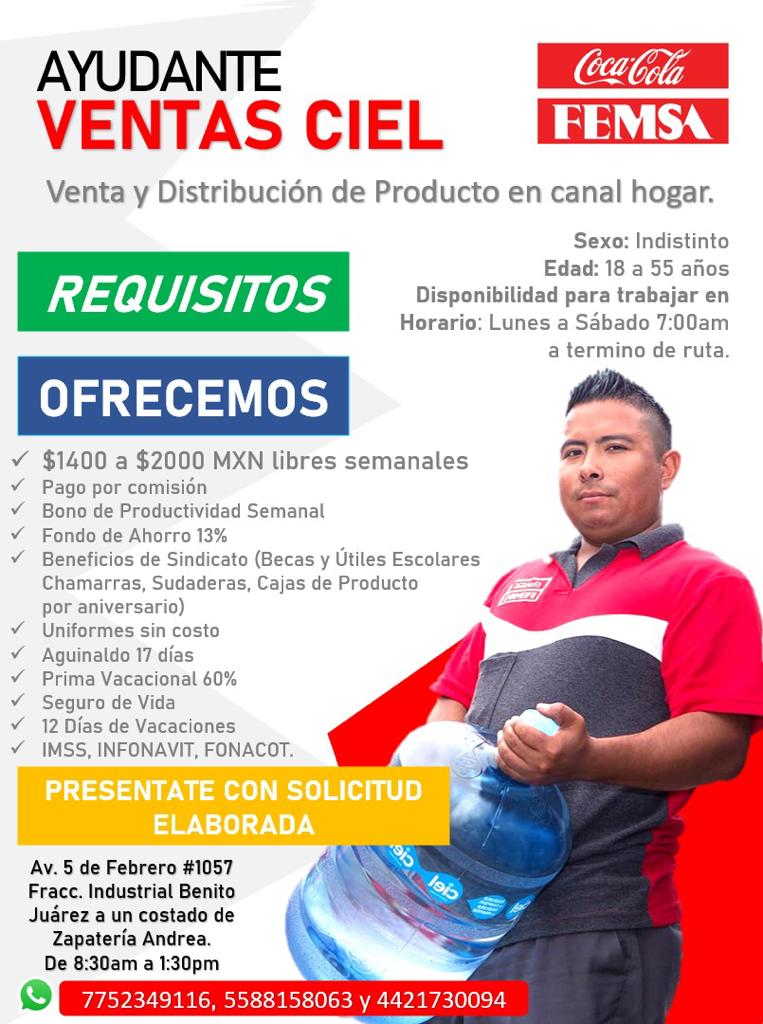 AYUDANTE
VENTAS CIEL
Coca-Cola
FEMSA
Venta y Distribución de Producto en canal hogar.
Sexo: Indistinto
Edad: 18 a 55 años
Disponibilidad para trabajar en
Horario: Lunes a Sábado 7:00am
a termino de ruta.
REQUISITOS
OFRECEMOS
✓ $1400 a $2000 MXN libres semanales
✓ Pago por comisión
✓ Bono de Productividad Semanal
✓ Fondo de Ahorro 13%
✓ Beneficios de Sindicato (Becas y Útiles Escolares
Chamarras, Sudaderas, Cajas de Producto
por aniversario)
✓ Uniformes sin costo
✓ Aguinaldo 17 días
✓ Prima Vacacional 60%
✓ Seguro de Vida
✓ 12 Días de Vacaciones
✓ IMSS, INFONAVIT, FONACOT.
PRESENTATE CON SOLICITUD
ELABORADA
ciel
ciel
Av. 5 de Febrero #1057
Fracc. Industrial Benito
Juárez a un costado de
Zapatería Andrea.
De 8:30am a 1:30pm
7752349116, 5588158063 y 4421730094